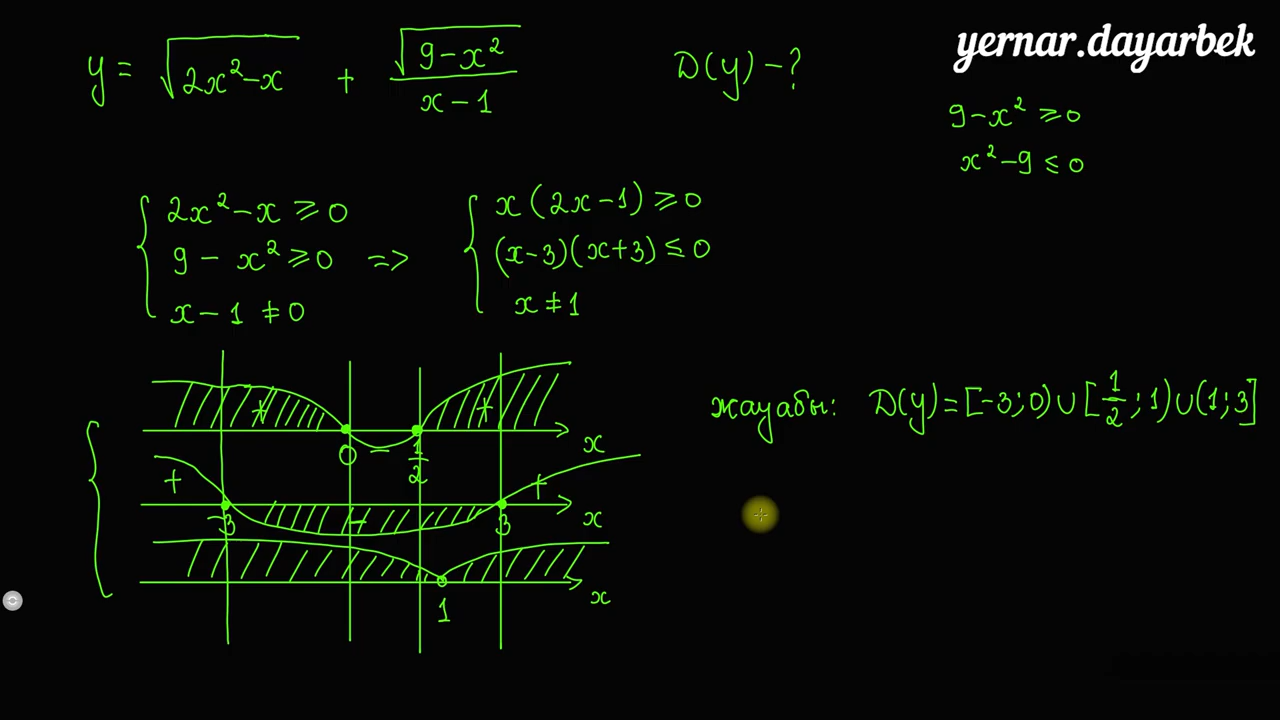 yernar.dayarbek
y = √(2x² − x) + √(9 − x²)/(x − 1)
D(y) − ?
9 − x² ≥ 0
x² − 9 ≤ 0
{ 2x² − x ≥ 0
9 − x² ≥ 0 =>
x − 1 ≠ 0
{ x(2x − 1) ≥ 0
(x − 3)(x + 3) ≤ 0
x ≠ 1
+ − +
0 1/2 x
+ − +
−3 3 x
1 x
жауабы: D(y) = [−3; 0) ∪ [1/2; 1) ∪ (1; 3]